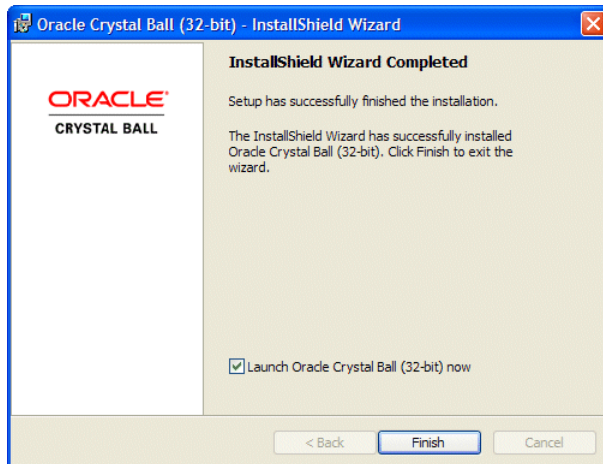 Oracle Crystal Ball (32-bit) - InstallShield Wizard
ORACLE®
CRYSTAL BALL
InstallShield Wizard Completed
Setup has successfully finished the installation.
The InstallShield Wizard has successfully installed
Oracle Crystal Ball (32-bit). Click Finish to exit the
wizard.
Launch Oracle Crystal Ball (32-bit) now
< Back
Finish
Cancel